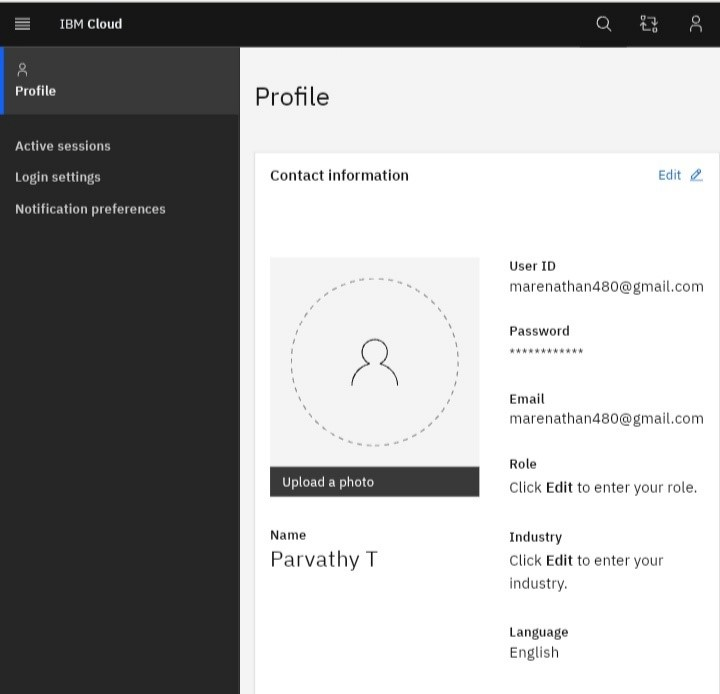 IBM Cloud
Profile
Active sessions
Login settings
Notification preferences
Profile
Contact information
Edit
Upload a photo
Name
Parvathy T
User ID
marenathan480@gmail.com
Password
************
Email
marenathan480@gmail.com
Role
Click Edit to enter your role.
Industry
Click Edit to enter your
industry.
Language
English